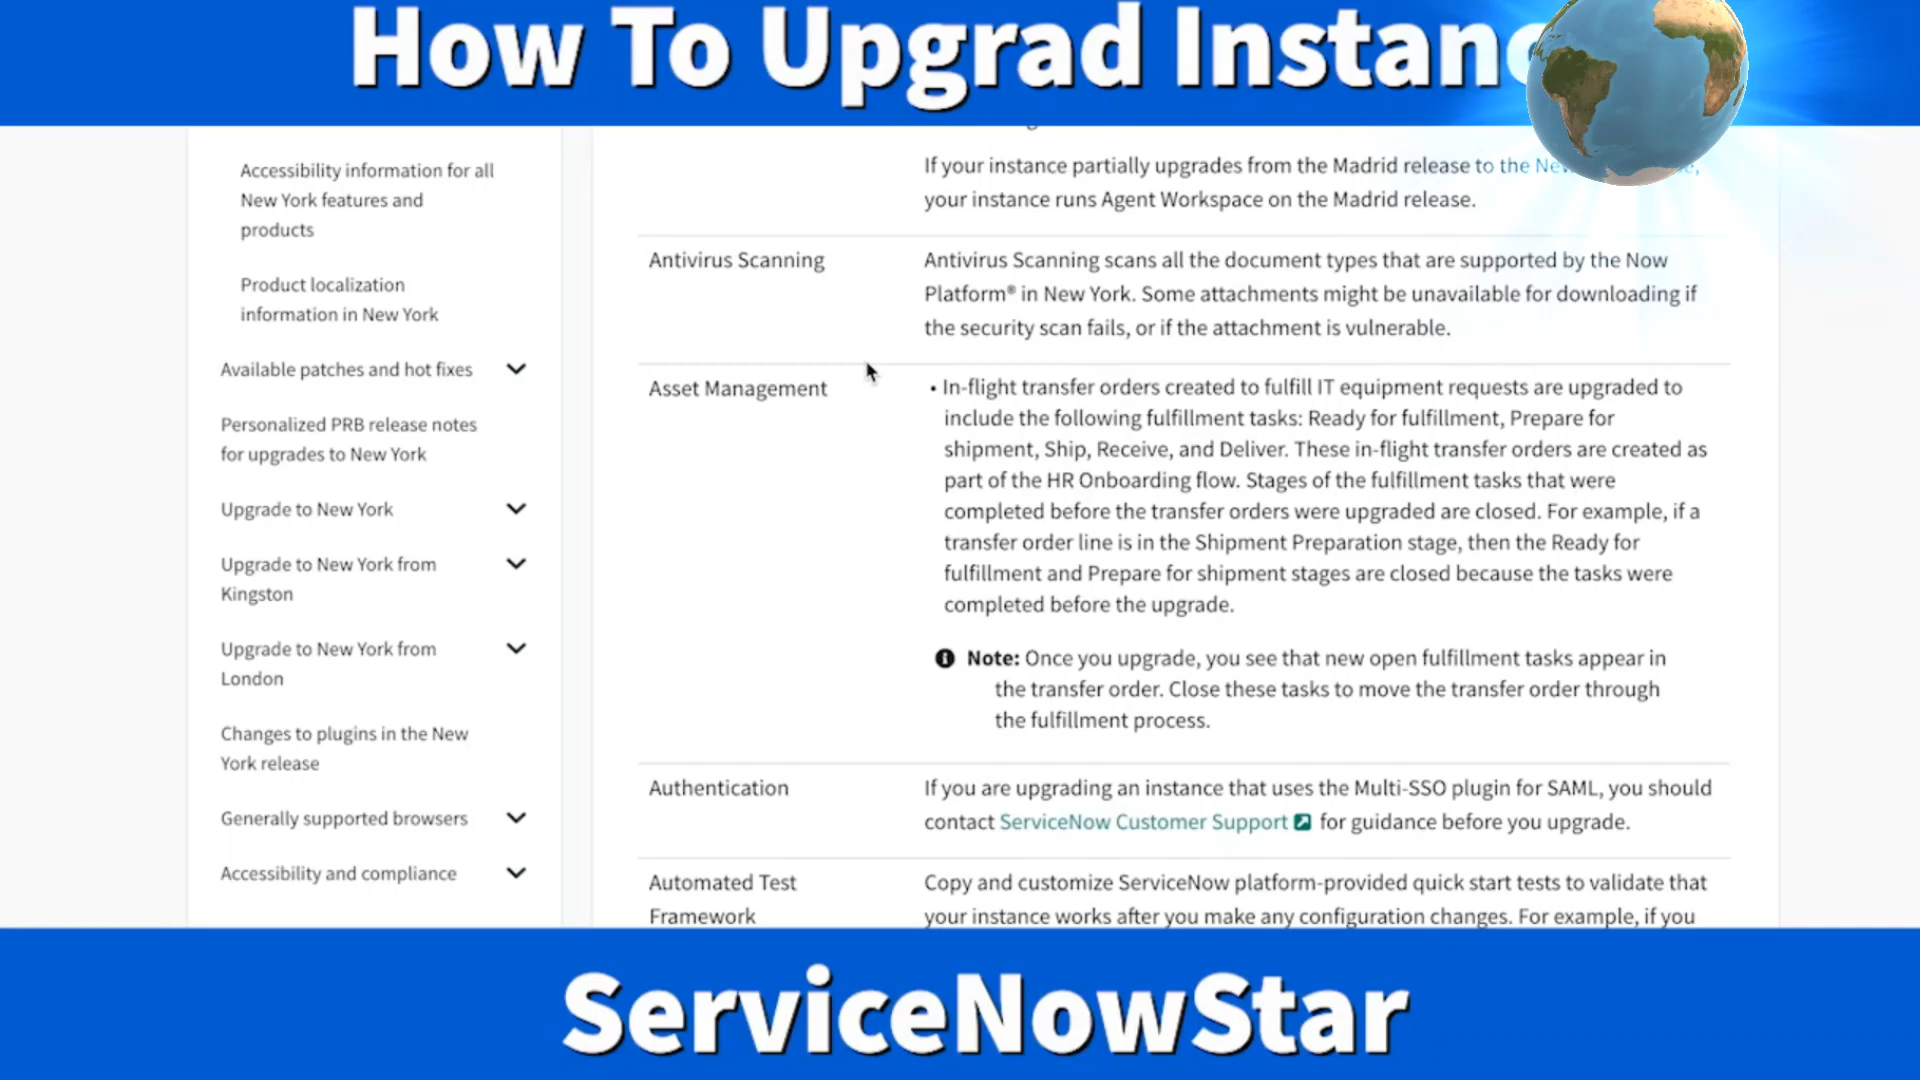 How To Upgrad Instanc
Accessibility information for all
New York features and
products
Product localization
information in New York
Available patches and hot fixes
Personalized PRB release notes
for upgrades to New York
Upgrade to New York
Upgrade to New York from
Kingston
Upgrade to New York from
London
Changes to plugins in the New
York release
Generally supported browsers
Accessibility and compliance
If your instance partially upgrades from the Madrid release to the
your instance runs Agent Workspace on the Madrid release.
Antivirus Scanning
Antivirus Scanning scans all the document types that are supported by the Now
Platform® in New York. Some attachments might be unavailable for downloading if
the security scan fails, or if the attachment is vulnerable.
Asset Management
• In-flight transfer orders created to fulfill IT equipment requests are upgraded to
include the following fulfillment tasks: Ready for fulfillment, Prepare for
shipment, Ship, Receive, and Deliver. These in-flight transfer orders are created as
part of the HR Onboarding flow. Stages of the fulfillment tasks that were
completed before the transfer orders were upgraded are closed. For example, if a
transfer order line is in the Shipment Preparation stage, then the Ready for
fulfillment and Prepare for shipment stages are closed because the tasks were
completed before the upgrade.
Note: Once you upgrade, you see that new open fulfillment tasks appear in
the transfer order. Close these tasks to move the transfer order through
the fulfillment process.
Authentication
If you are upgrading an instance that uses the Multi-SSO plugin for SAML, you should
contact ServiceNow Customer Support for guidance before you upgrade.
Automated Test
Framework
Copy and customize ServiceNow platform-provided quick start tests to validate that
your instance works after you make any configuration changes. For example, if you
ServiceNowStar